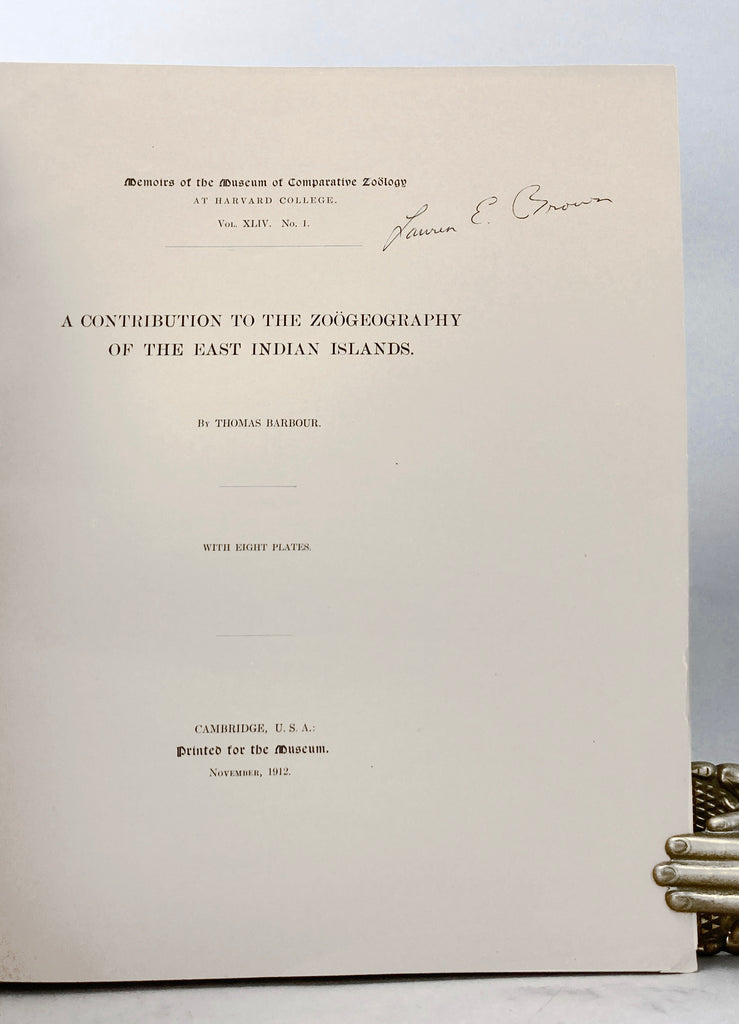 Memoirs of the Museum of Comparative Zoölogy
AT HARVARD COLLEGE.
Vol. XLIV. No. 1.
Lauren E. Brown
A CONTRIBUTION TO THE ZOÖGEOGRAPHY
OF THE EAST INDIAN ISLANDS.
By THOMAS BARBOUR.
WITH EIGHT PLATES.
CAMBRIDGE, U. S. A.:
Printed for the Museum.
November, 1912.